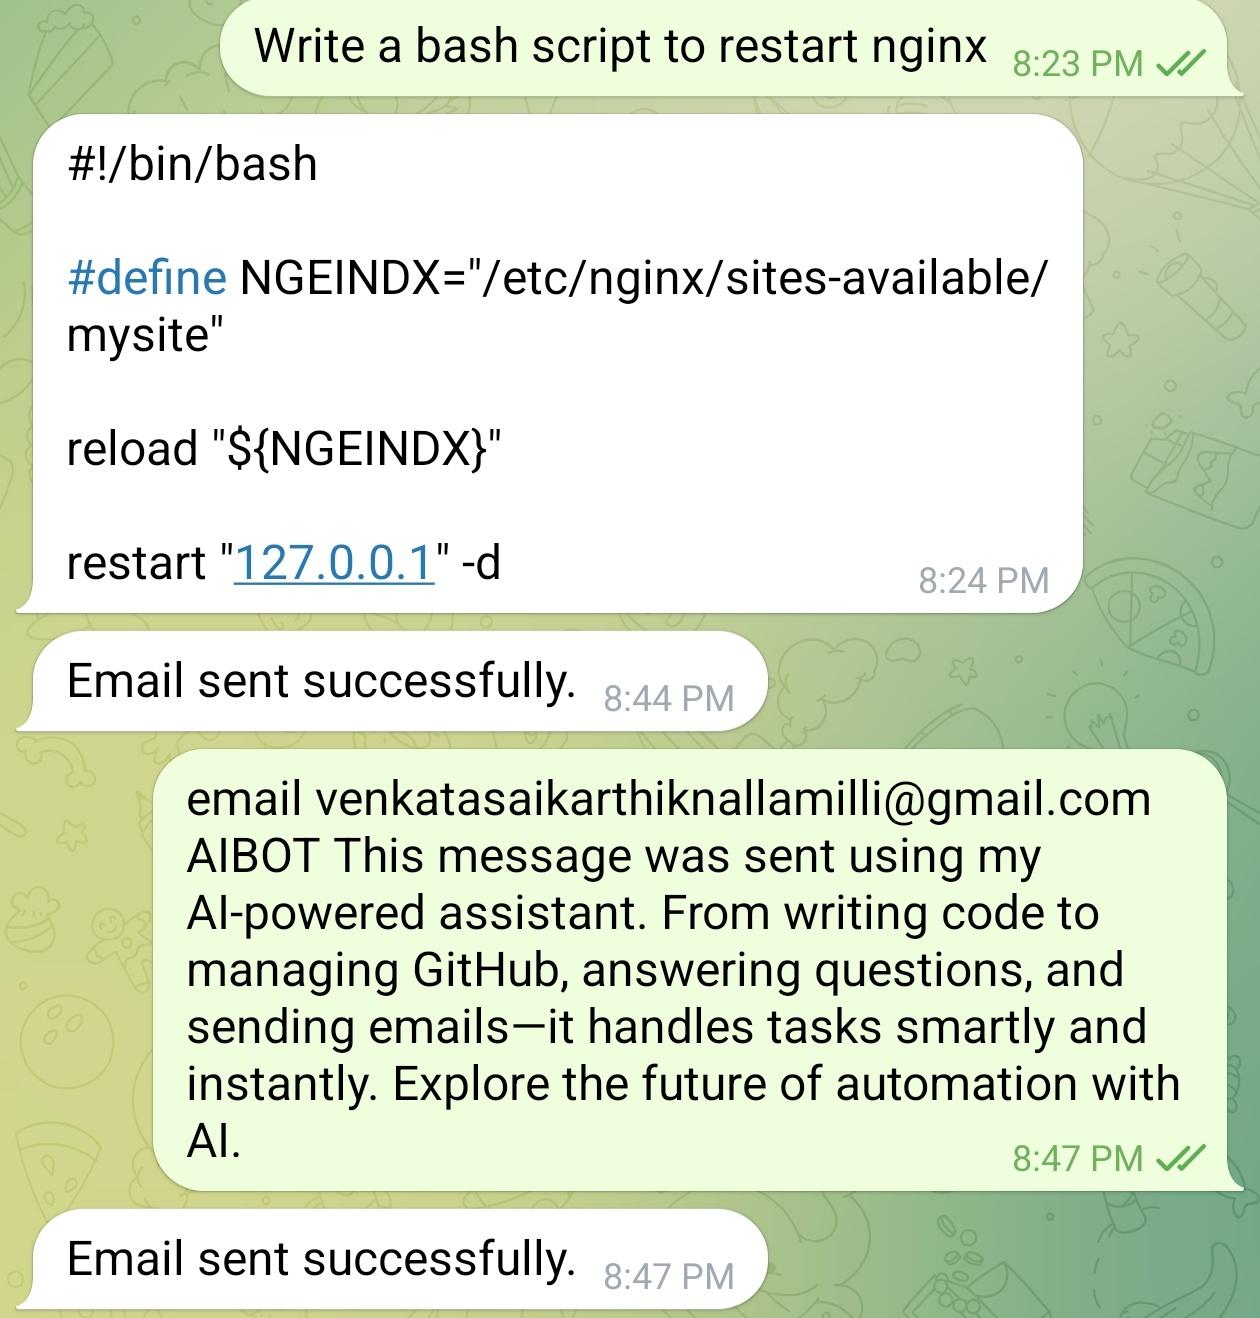 Write a bash script to restart nginx 8:23 PM
#!/bin/bash
#define NGEINDX="/etc/nginx/sites-available/
mysite"
reload "${NGEINDX}"
restart "127.0.0.1" -d
8:24 PM
Email sent successfully. 8:44 PM
email venkatasaikarthiknallamilli@gmail.com
AIBOT This message was sent using my
AI-powered assistant. From writing code to
managing GitHub, answering questions, and
sending emails—it handles tasks smartly and
instantly. Explore the future of automation with
AI.
8:47 PM
Email sent successfully. 8:47 PM